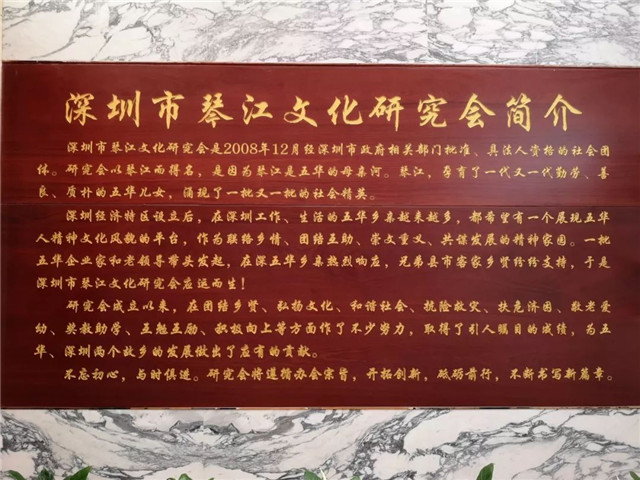 深圳市琴江文化研究会简介
深圳市琴江文化研究会是2008年12月经深圳市政府相关部门批准、具法人资格的社会团
体。研究会以琴江而得名，是因为琴江是五华的母亲河。琴江，孕育了一代又一代勤劳、善
良、质朴的五华儿女，涌现了一批又一批的社会精英。
深圳经济特区设立后，在深圳工作、生活的五华乡亲越来越多，都希望有一个展现五华
人精神文化风貌的平台，作为联络乡情、团结互助、崇文重义、共谋发展的精神家园。一批
五华企业家和老领导带头发起，在深五华乡亲热烈响应，兄弟县市客家乡贤纷纷支持，于是
深圳市琴江文化研究会应运而生！
研究会成立以来，在团结乡贤、弘扬文化、和谐社会、抗险救灾、扶危济困、敬老爱
幼、奖教助学、互勉互励、积极向上等方面作了不少努力，取得了引人瞩目的成绩，为五
华、深圳两个故乡的发展做出了应有的贡献。
不忘初心，与时俱进。研究会将遵循办会宗旨，开拓创新，砥砺前行，不断书写新篇章。